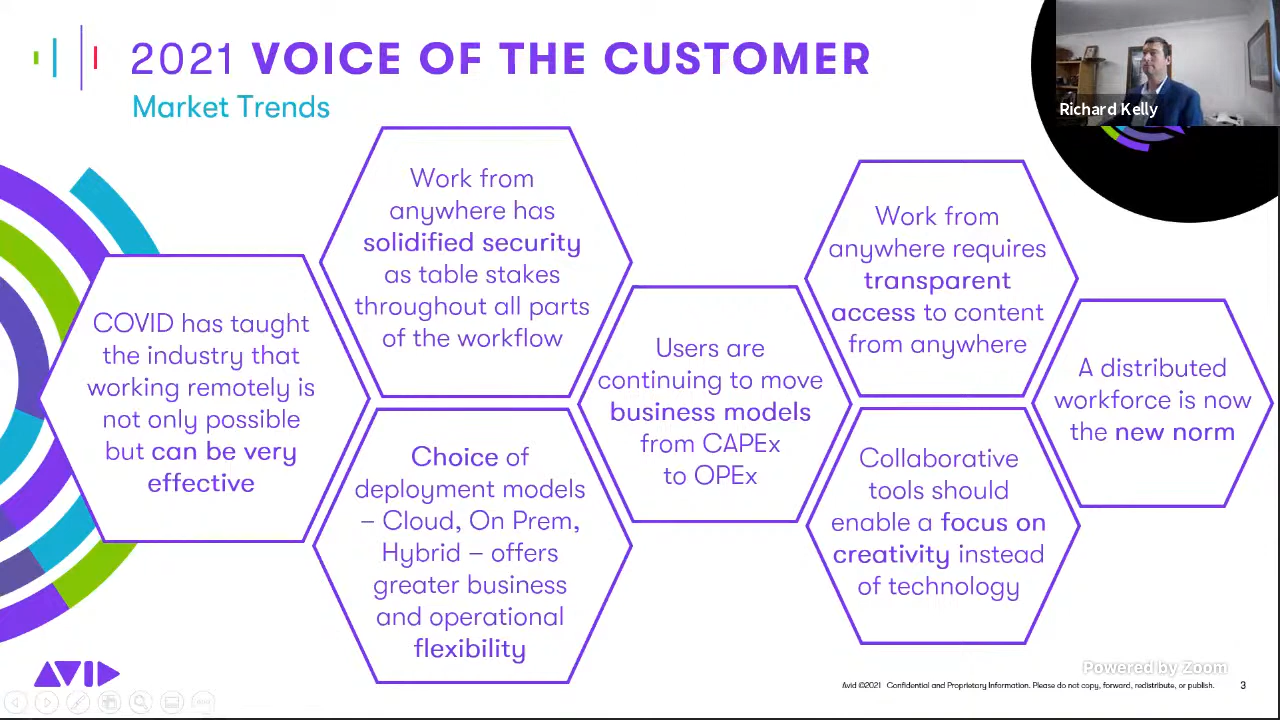 2021 VOICE OF THE CUSTOMER
Market Trends
Richard Kelly
COVID has taught
the industry that
working remotely is
not only possible
but can be very
effective
Work from
anywhere has
solidified security
as table stakes
throughout all parts
of the workflow
Choice of
deployment models
– Cloud, On Prem,
Hybrid – offers
greater business
and operational
flexibility
Users are
continuing to move
business models
from CAPEx
to OPEx
Work from
anywhere requires
transparent
access to content
from anywhere
Collaborative
tools should
enable a focus on
creativity instead
of technology
A distributed
workforce is now
the new norm
AVID
Powered by Zoom
Avid ©2021 Confidential and Proprietary Information. Please do not copy, forward, redistribute, or publish.
3